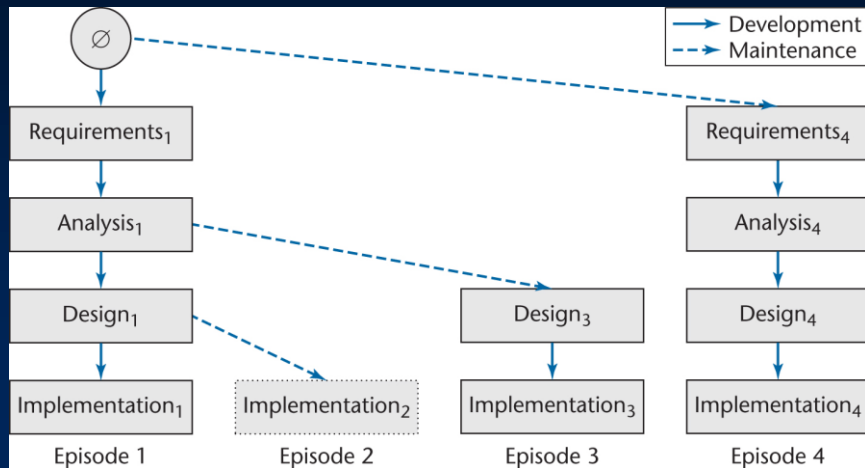 ∅
Development
Maintenance
Requirements₁
Requirements₄
Analysis₁
Analysis₄
Design₁
Design₃
Design₄
Implementation₁
Implementation₂
Implementation₃
Implementation₄
Episode 1
Episode 2
Episode 3
Episode 4